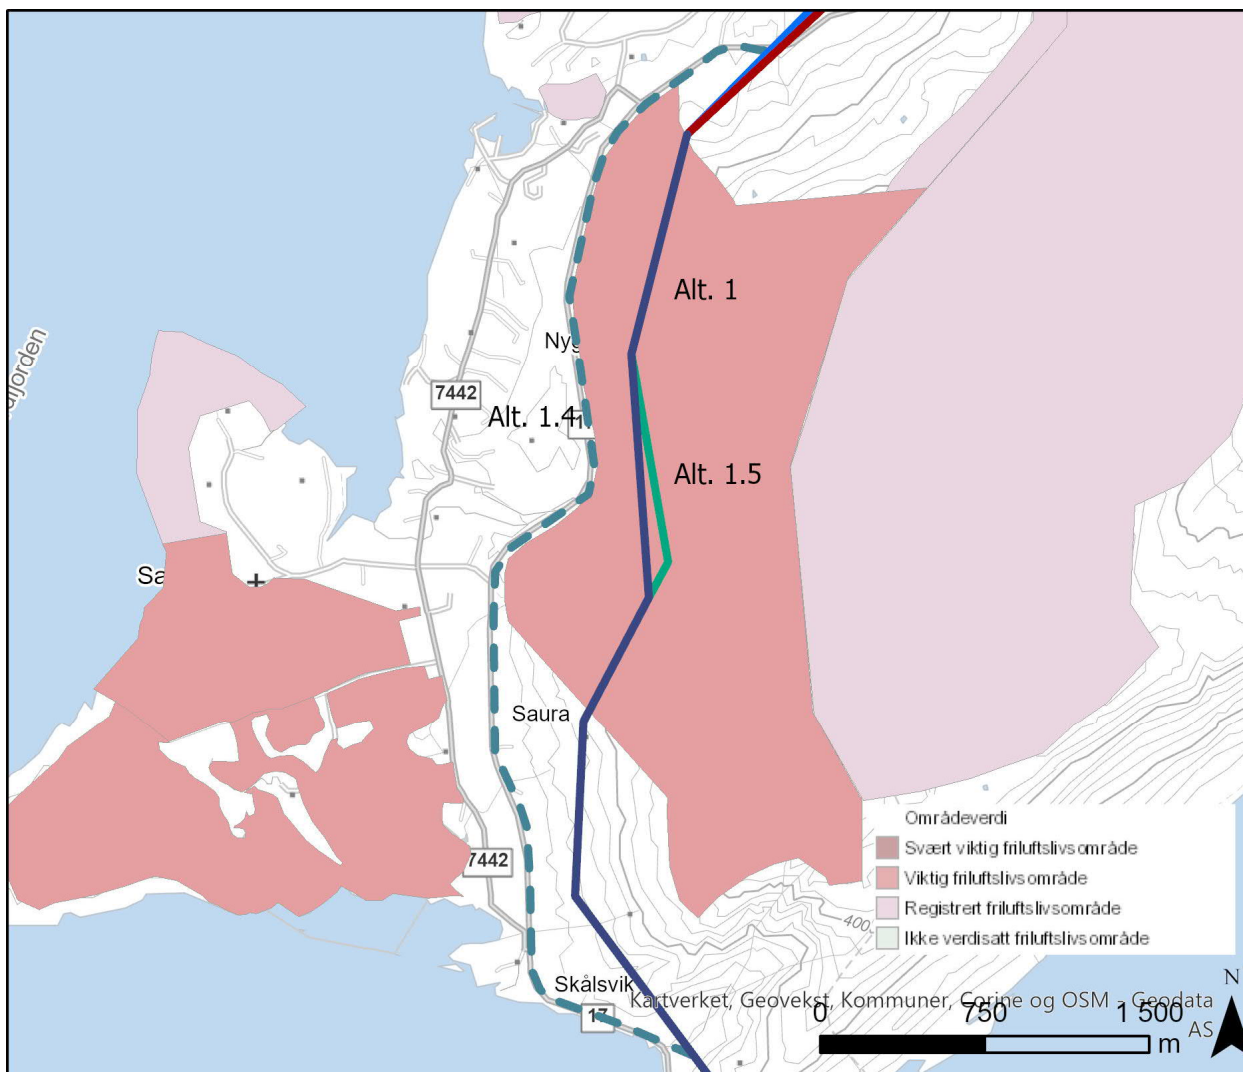 Alt. 1
Nyg
7442
Alt. 1.4
Alt. 1.5
Sa
Saura
Områdeverdi
Svært viktig friluftslivsområde
7442
Viktig friluftslivsområde
Registrert friluftslivsområde
400
Ikke verdisatt friluftslivsområde
Skålsvik
N
Kartverket, Geovekst, Kommuner, Corine og OSM - Geodata
AS
17
0 750 1 500
m